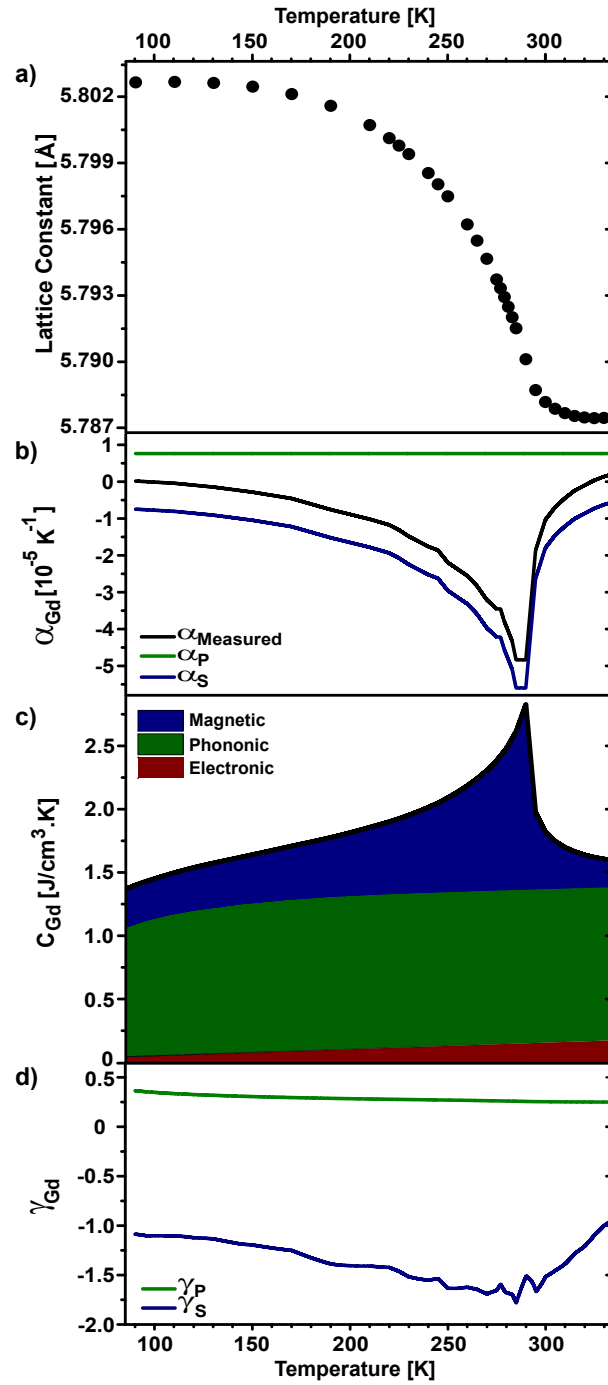 Temperature [K]
100 150 200 250 300
a)
5.802
5.799
5.796
5.793
5.790
5.787
Lattice Constant [Å]
b)
1
0
-1
-2
-3
-4
-5
α_Gd [10⁻⁵ K⁻¹]
α_Measured
α_P
α_S
c)
2.5
2.0
1.5
1.0
0.5
0
C_Gd [J/cm³.K]
Magnetic
Phononic
Electronic
d)
0.5
0
-0.5
-1.0
-1.5
-2.0
γ_Gd
γ_P
γ_S
100 150 200 250 300
Temperature [K]